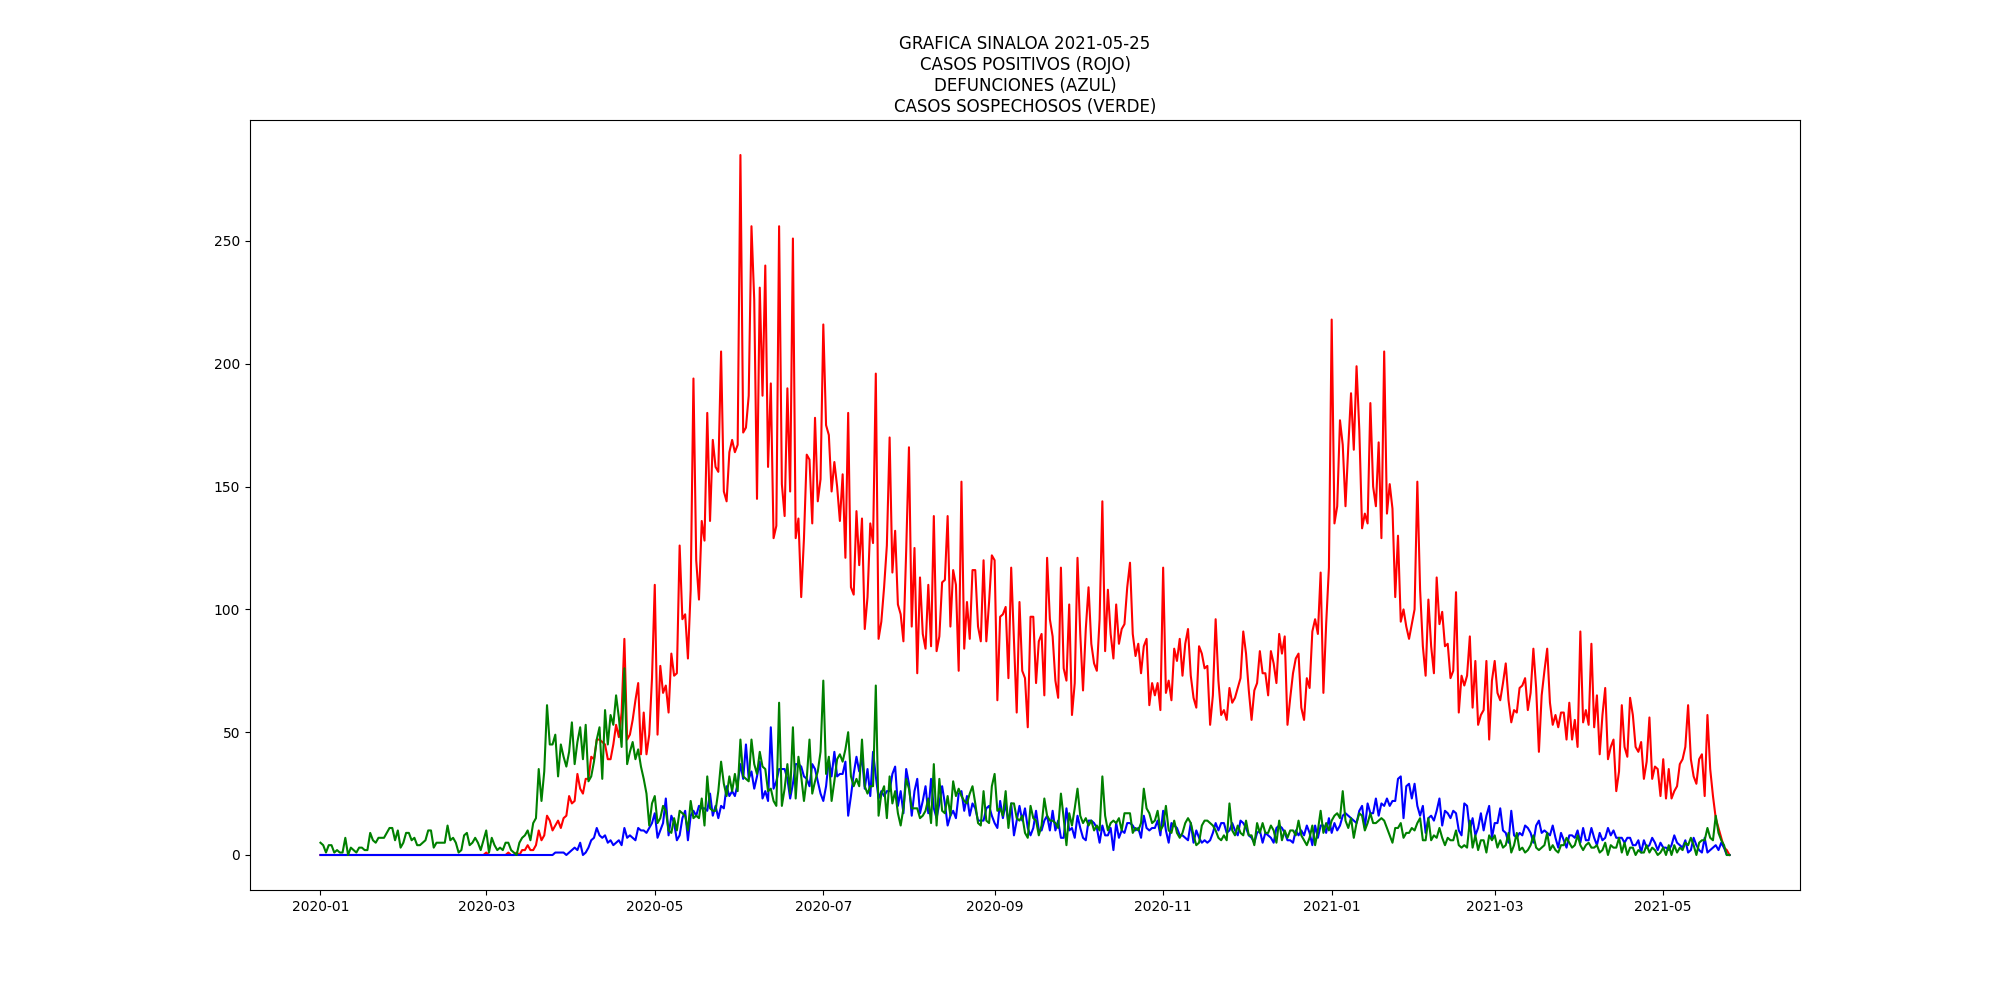 GRAFICA SINALOA 2021-05-25
CASOS POSITIVOS (ROJO)
DEFUNCIONES (AZUL)
CASOS SOSPECHOSOS (VERDE)
250
200
150
100
50
0
2020-01 2020-03 2020-05 2020-07 2020-09 2020-11 2021-01 2021-03 2021-05